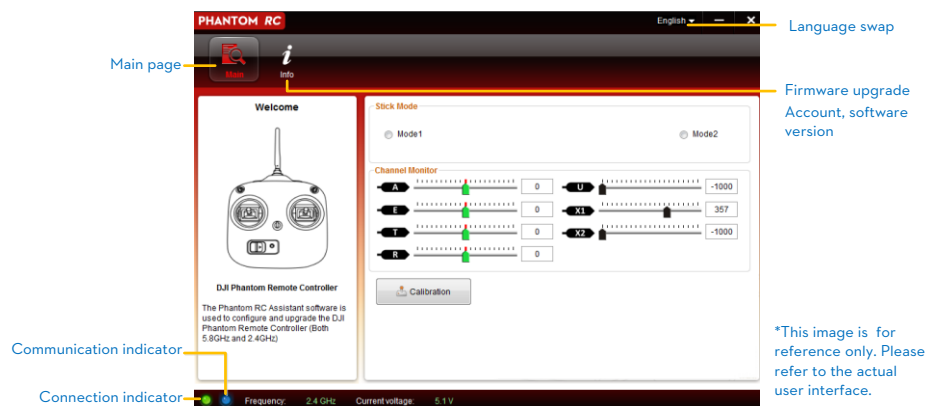 PHANTOM RC
English
Language swap
Main page
Main
Info
Firmware upgrade
Account, software
version
Welcome
DJI Phantom Remote Controller
The Phantom RC Assistant software is
used to configure and upgrade the DJI
Phantom Remote Controller (Both
5.8GHz and 2.4GHz)
Stick Mode
Mode1
Mode2
Channel Monitor
A 0 U -1000
E 0 X1 357
T 0 X2 -1000
R 0
Calibration
*This image is for
reference only. Please
refer to the actual
user interface.
Communication indicator
Connection indicator
Frequency: 2.4 GHz Current voltage: 5.1 V